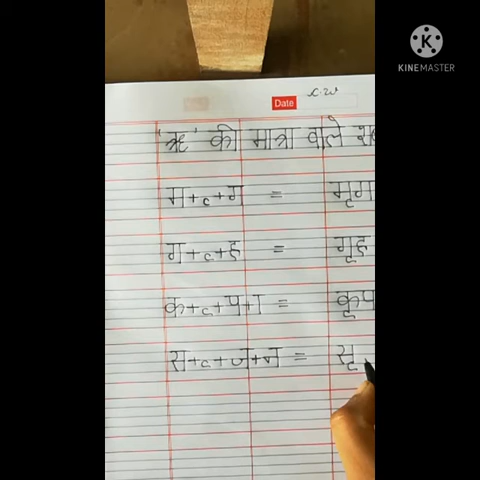 KINEMASTER
Date C.W
'ऋ' की मात्रा वाले श
म+ृ+ग = मृग
ग+ृ+ह = गृह
क+ृ+प+ा = कृप
स+ृ+ज+न = सृ